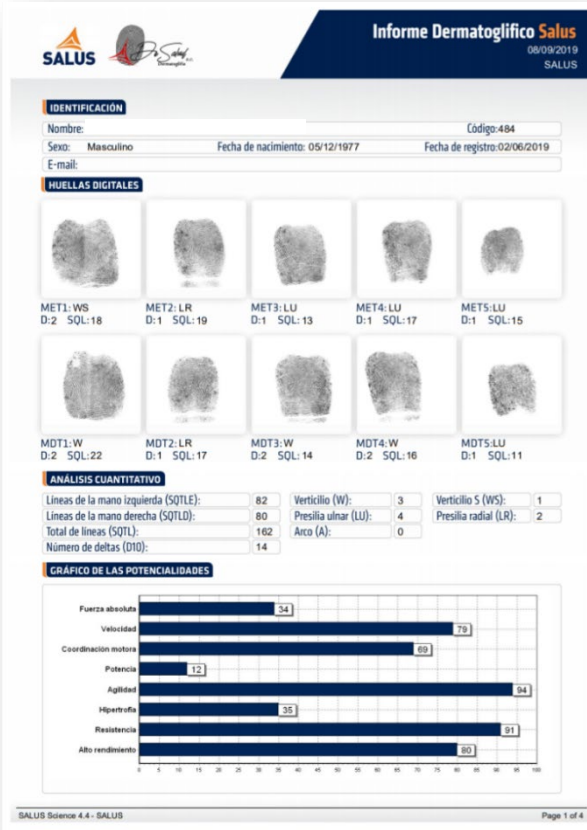 Informe Dermatoglifico Salus
08/09/2019
SALUS
SALUS
Dr. Salus
Dermatoglifia
IDENTIFICACIÓN
Nombre: Código:484
Sexo: Masculino Fecha de nacimiento: 05/12/1977 Fecha de registro:02/06/2019
E-mail:
HUELLAS DIGITALES
MET1: WS MET2: LR MET3: LU MET4: LU MET5: LU
D:2 SQL:18 D:1 SQL:19 D:1 SQL:13 D:1 SQL:17 D:1 SQL:15
MDT1: W MDT2: LR MDT3: W MDT4: W MDT5: LU
D:2 SQL:22 D:1 SQL:17 D:2 SQL:14 D:2 SQL:16 D:1 SQL:11
ANÁLISIS CUANTITATIVO
Líneas de la mano izquierda (SQTLE): 82 Verticilio (W): 3 Verticilio S (WS): 1
Líneas de la mano derecha (SQTLD): 80 Presilia ulnar (LU): 4 Presilia radial (LR): 2
Total de líneas (SQTL): 162 Arco (A): 0
Número de deltas (D10): 14
GRÁFICO DE LAS POTENCIALIDADES
Fuerza absoluta 34
Velocidad 79
Coordinación motora 69
Potencia 12
Agilidad 94
Hipertrofia 35
Resistencia 91
Alto rendimiento 80
0 5 10 15 20 25 30 35 40 45 50 55 60 65 70 75 80 85 90 95 100
SALUS Science 4.4 - SALUS Page 1 of 4